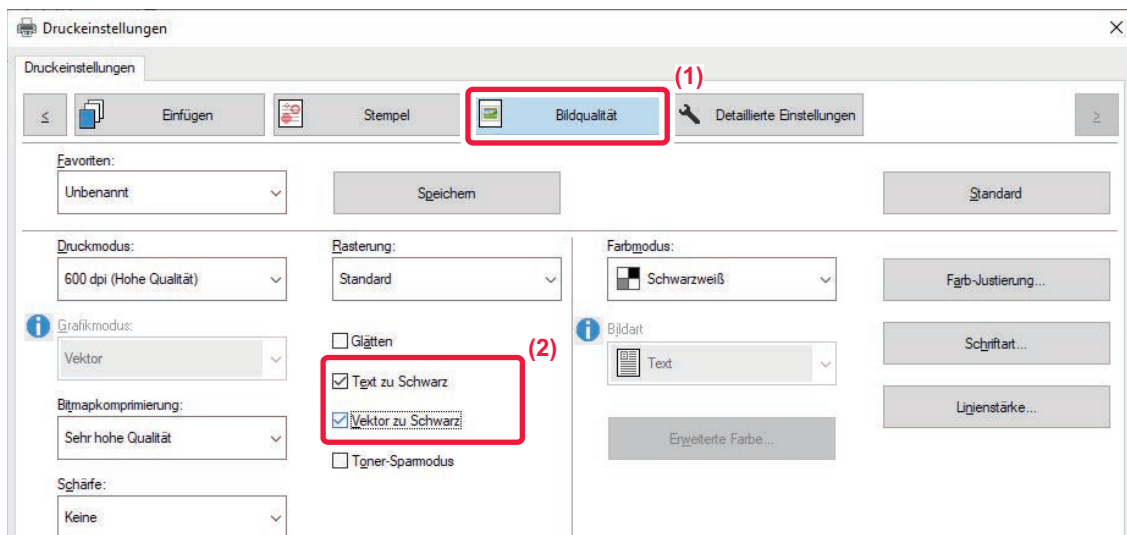 Druckeinstellungen
Druckeinstellungen
(1)
< Einfügen Stempel Bildqualität Detaillierte Einstellungen >
Favoriten:
Unbenannt Speichern Standard
Druckmodus: Rasterung: Farbmodus:
600 dpi (Hohe Qualität) Standard Schwarzweiß Farb-Justierung...
Grafikmodus: Glätten Bildart
(2)
Vektor Text zu Schwarz Text Schriftart...
Bitmapkomprimierung: Vektor zu Schwarz Linienstärke...
Sehr hohe Qualität Toner-Sparmodus Erweiterte Farbe...
Schärfe:
Keine